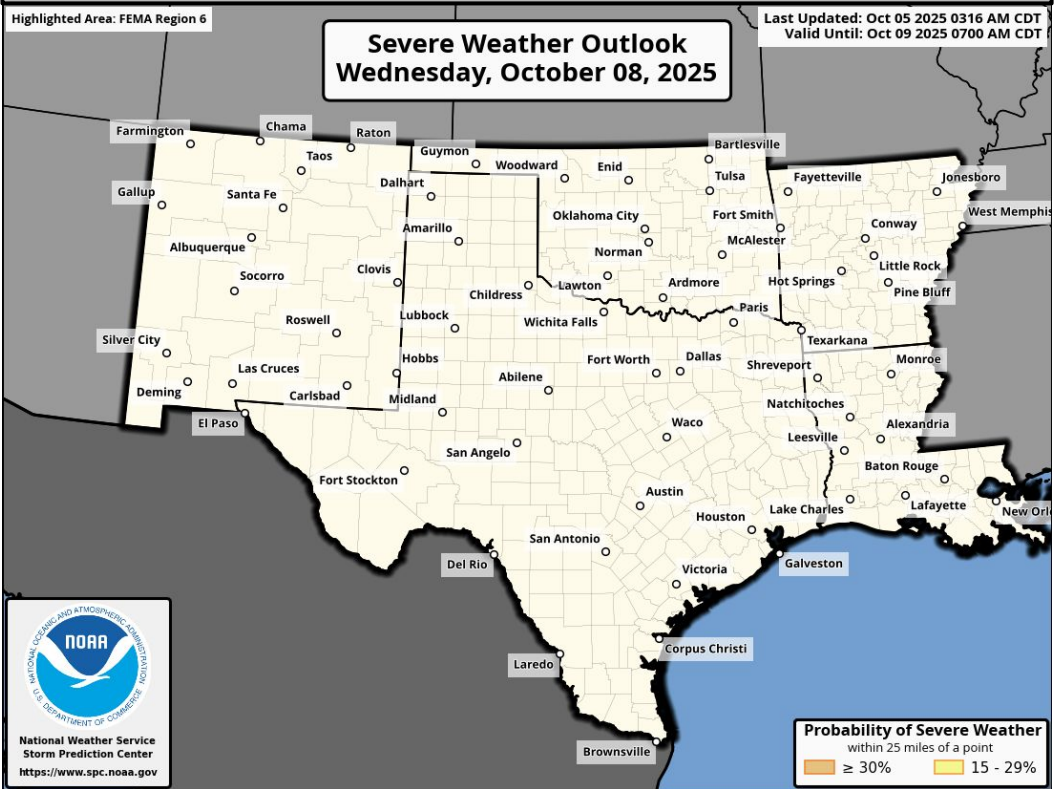 Highlighted Area: FEMA Region 6
Last Updated: Oct 05 2025 0316 AM CDT
Valid Until: Oct 09 2025 0700 AM CDT
Severe Weather Outlook
Wednesday, October 08, 2025
Farmington
Chama
Raton
Taos
Guymon
Woodward
Enid
Bartlesville
Tulsa
Fayetteville
Jonesboro
Gallup
Santa Fe
Dalhart
Amarillo
Oklahoma City
Fort Smith
West Memphis
Albuquerque
Norman
McAlester
Conway
Socorro
Clovis
Childress
Lawton
Ardmore
Hot Springs
Little Rock
Pine Bluff
Roswell
Lubbock
Wichita Falls
Paris
Texarkana
Silver City
Hobbs
Fort Worth
Dallas
Shreveport
Monroe
Deming
Las Cruces
Carlsbad
Midland
Abilene
Natchitoches
El Paso
Waco
Leesville
Alexandria
San Angelo
Fort Stockton
Baton Rouge
Austin
Houston
Lake Charles
Lafayette
New Orl
San Antonio
Del Rio
Victoria
Galveston
Laredo
Corpus Christi
Brownsville
NATIONAL OCEANIC AND ATMOSPHERIC ADMINISTRATION
NOAA
U.S. DEPARTMENT OF COMMERCE
National Weather Service
Storm Prediction Center
https://www.spc.noaa.gov
Probability of Severe Weather
within 25 miles of a point
≥ 30%
15 - 29%